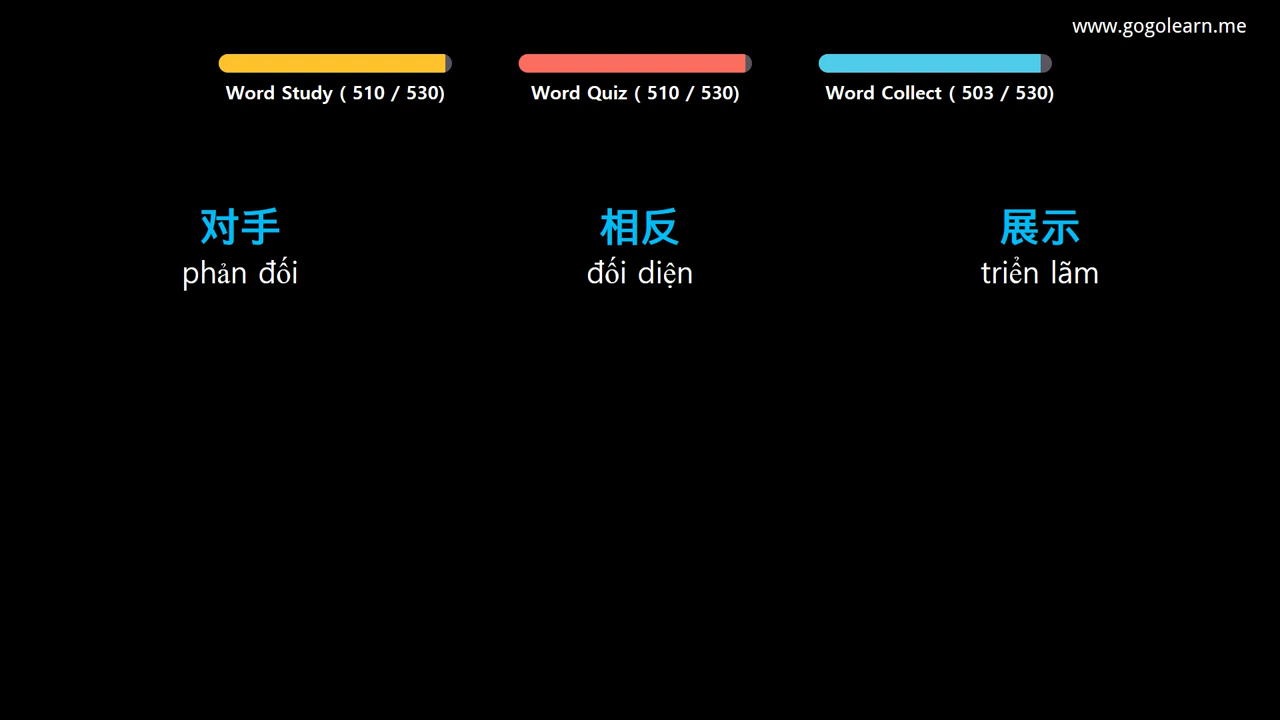 www.gogolearn.me
Word Study ( 510 / 530)
Word Quiz ( 510 / 530)
Word Collect ( 503 / 530)
对手
相反
展示
phản đối
đối diện
triển lãm